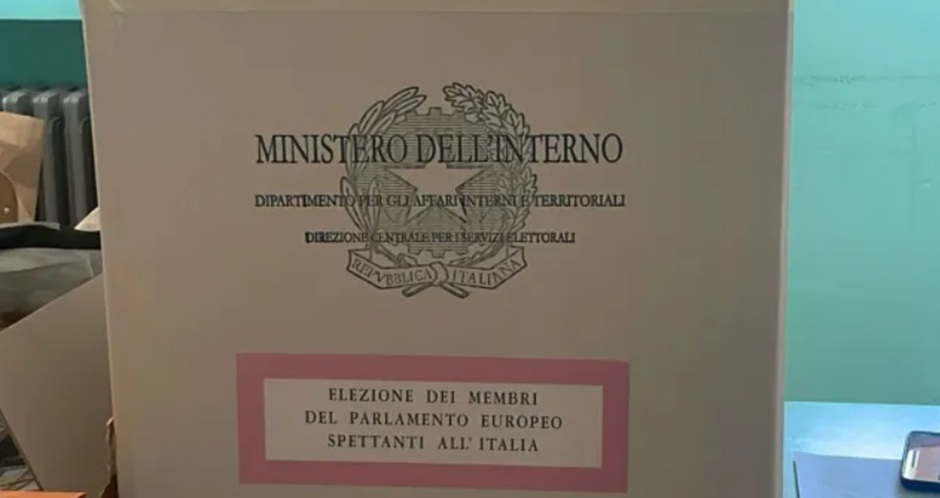 MINISTERO DELL'INTERNO
DIPARTIMENTO PER GLI AFFARI INTERNI E TERRITORIALI
DIREZIONE CENTRALE PER I SERVIZI ELETTORALI
REPVBBLICA ITALIANA
ELEZIONE DEI MEMBRI
DEL PARLAMENTO EUROPEO
SPETTANTI ALL' ITALIA